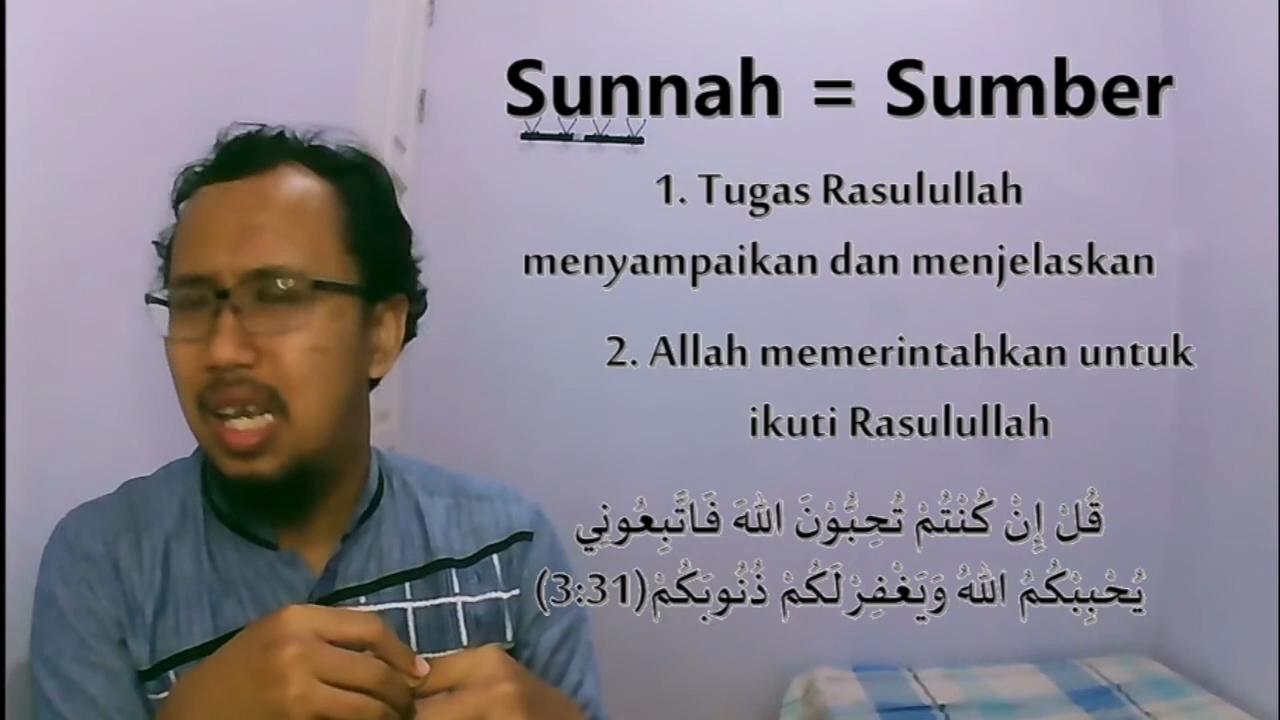 Sunnah = Sumber
1. Tugas Rasulullah
menyampaikan dan menjelaskan
2. Allah memerintahkan untuk
ikuti Rasulullah
قُلْ إِنْ كُنْتُمْ تُحِبُّوْنَ اللهَ فَاتَّبِعُونِي
يُحْبِبْكُمُ اللهُ وَيَغْفِرْ لَكُمْ ذُنُوبَكُمْ(3:31)